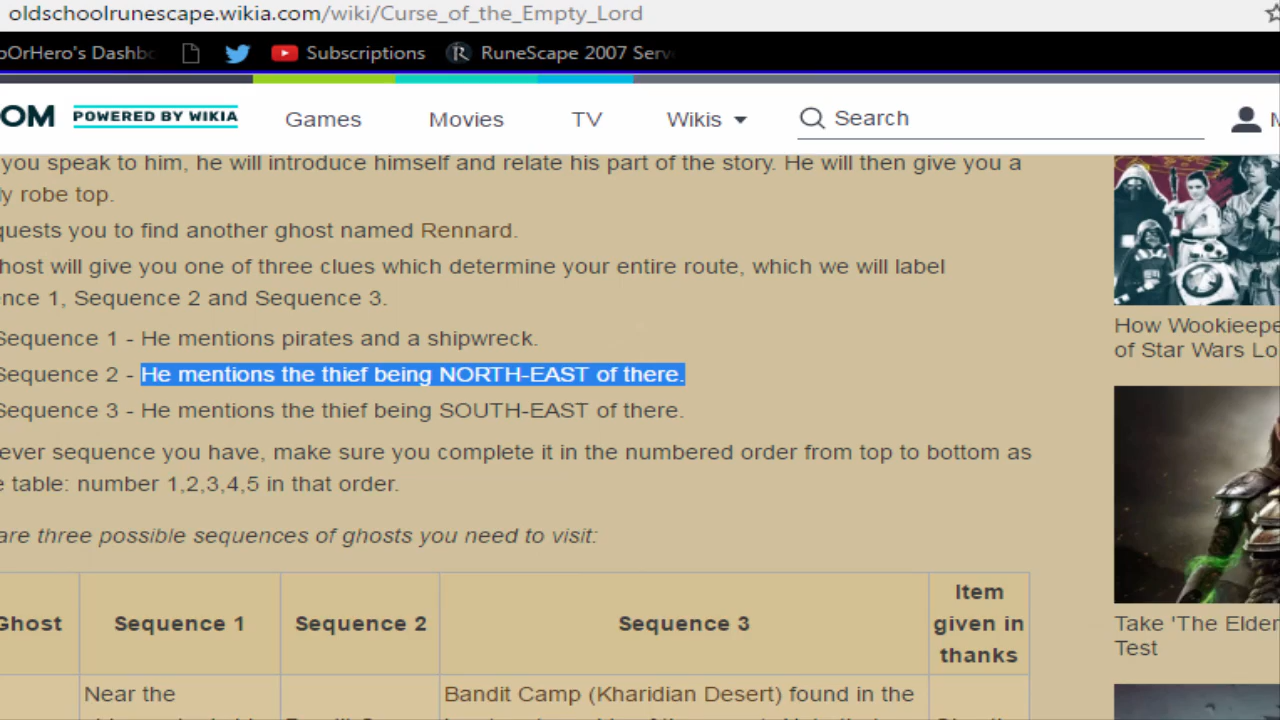 oldschoolrunescape.wikia.com/wiki/Curse_of_the_Empty_Lord
oOrHero's Dashbo Subscriptions RuneScape 2007 Serv
OM POWERED BY WIKIA Games Movies TV Wikis Search
you speak to him, he will introduce himself and relate his part of the story. He will then give you a
ly robe top.
quests you to find another ghost named Rennard.
host will give you one of three clues which determine your entire route, which we will label
ence 1, Sequence 2 and Sequence 3.
Sequence 1 - He mentions pirates and a shipwreck.
Sequence 2 - He mentions the thief being NORTH-EAST of there.
Sequence 3 - He mentions the thief being SOUTH-EAST of there.
ever sequence you have, make sure you complete it in the numbered order from top to bottom as
e table: number 1,2,3,4,5 in that order.
are three possible sequences of ghosts you need to visit:
Ghost Sequence 1 Sequence 2 Sequence 3 Item
given in
thanks
Near the
Bandit Camp (Kharidian Desert) found in the
How Wookieepe
of Star Wars Lo
Take 'The Elder
Test